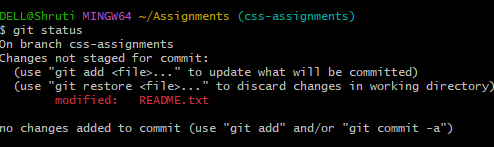 DELL@Shruti MINGW64 ~/Assignments (css-assignments)
$ git status
On branch css-assignments
Changes not staged for commit:
  (use "git add <file>..." to update what will be committed)
  (use "git restore <file>..." to discard changes in working directory)
        modified:   README.txt

no changes added to commit (use "git add" and/or "git commit -a")